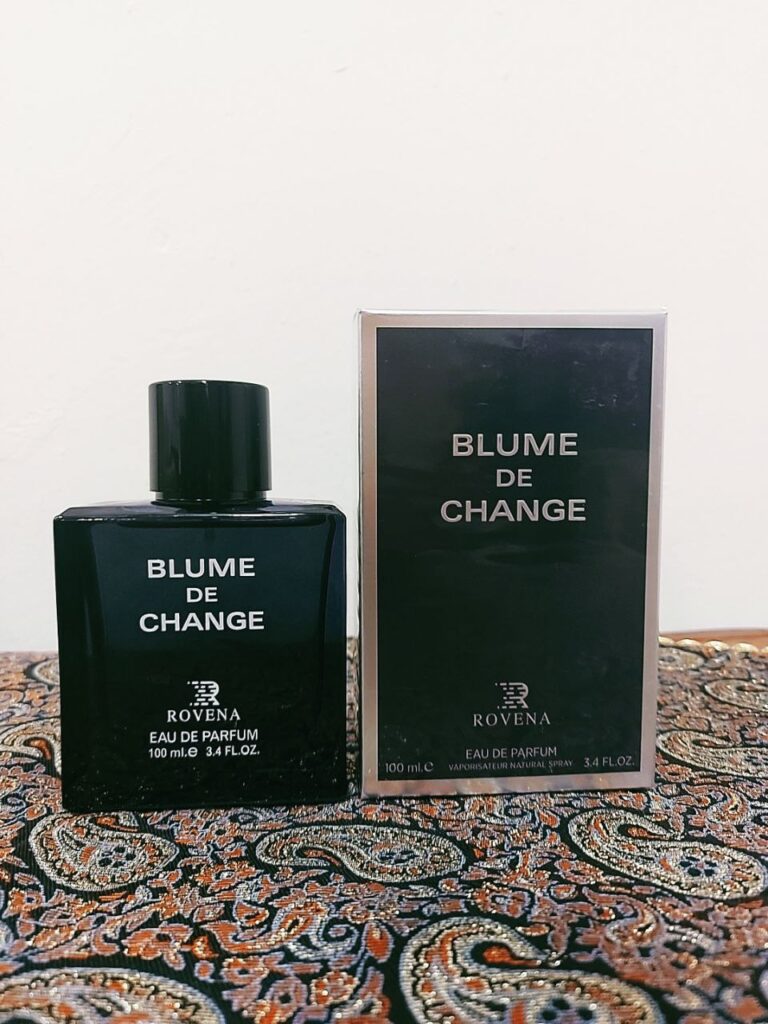 BLUME
DE
CHANGE
ROVENA
EAU DE PARFUM
100 ml.e 3.4 FL.OZ.
BLUME
DE
CHANGE
ROVENA
EAU DE PARFUM
100 ml.e VAPORISATEUR NATURAL SPRAY 3.4 FL.OZ.